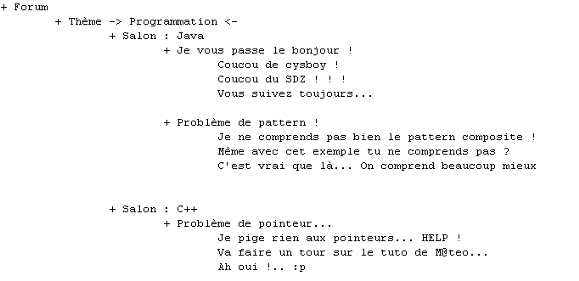 + Forum
+ Thème -> Programmation <-
+ Salon : Java
+ Je vous passe le bonjour !
Coucou de cysboy !
Coucou du SDZ ! ! !
Vous suivez toujours...
+ Problème de pattern !
Je ne comprends pas bien le pattern composite !
Même avec cet exemple tu ne comprends pas ?
C'est vrai que là... On comprend beaucoup mieux
+ Salon : C++
+ Problème de pointeur...
Je pige rien aux pointeurs... HELP !
Va faire un tour sur le tuto de M@teo...
Ah oui !.. :p